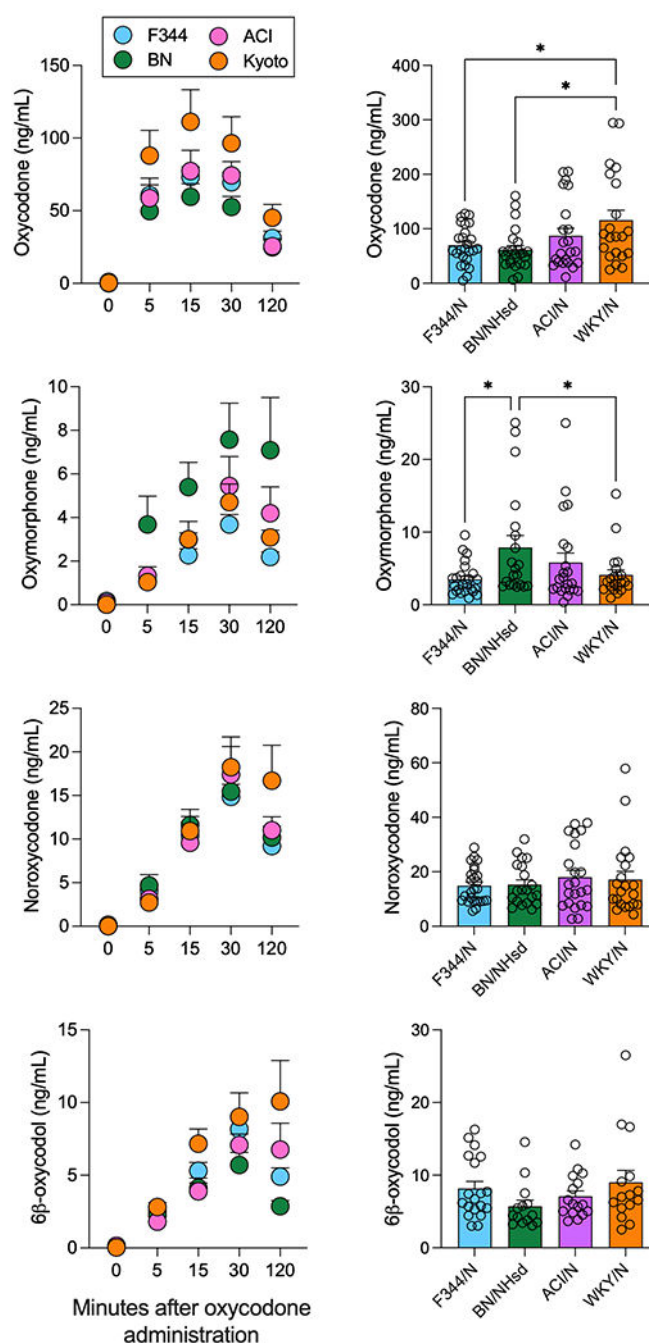 F344 ACI
BN Kyoto
Oxycodone (ng/mL)
150
100
50
0
0 5 15 30 120
Oxycodone (ng/mL)
400
300
200
100
0
* 
*
F344/N BN/NHsd ACI/N WKY/N
Oxymorphone (ng/mL)
10
8
6
4
2
0
0 5 15 30 120
Oxymorphone (ng/mL)
30
20
10
0
* *
F344/N BN/NHsd ACI/N WKY/N
Noroxycodone (ng/mL)
25
20
15
10
5
0
0 5 15 30 120
Noroxycodone (ng/mL)
80
60
40
20
0
F344/N BN/NHsd ACI/N WKY/N
6β-oxycodol (ng/mL)
15
10
5
0
0 5 15 30 120
Minutes after oxycodone
administration
6β-oxycodol (ng/mL)
30
20
10
0
F344/N BN/NHsd ACI/N WKY/N